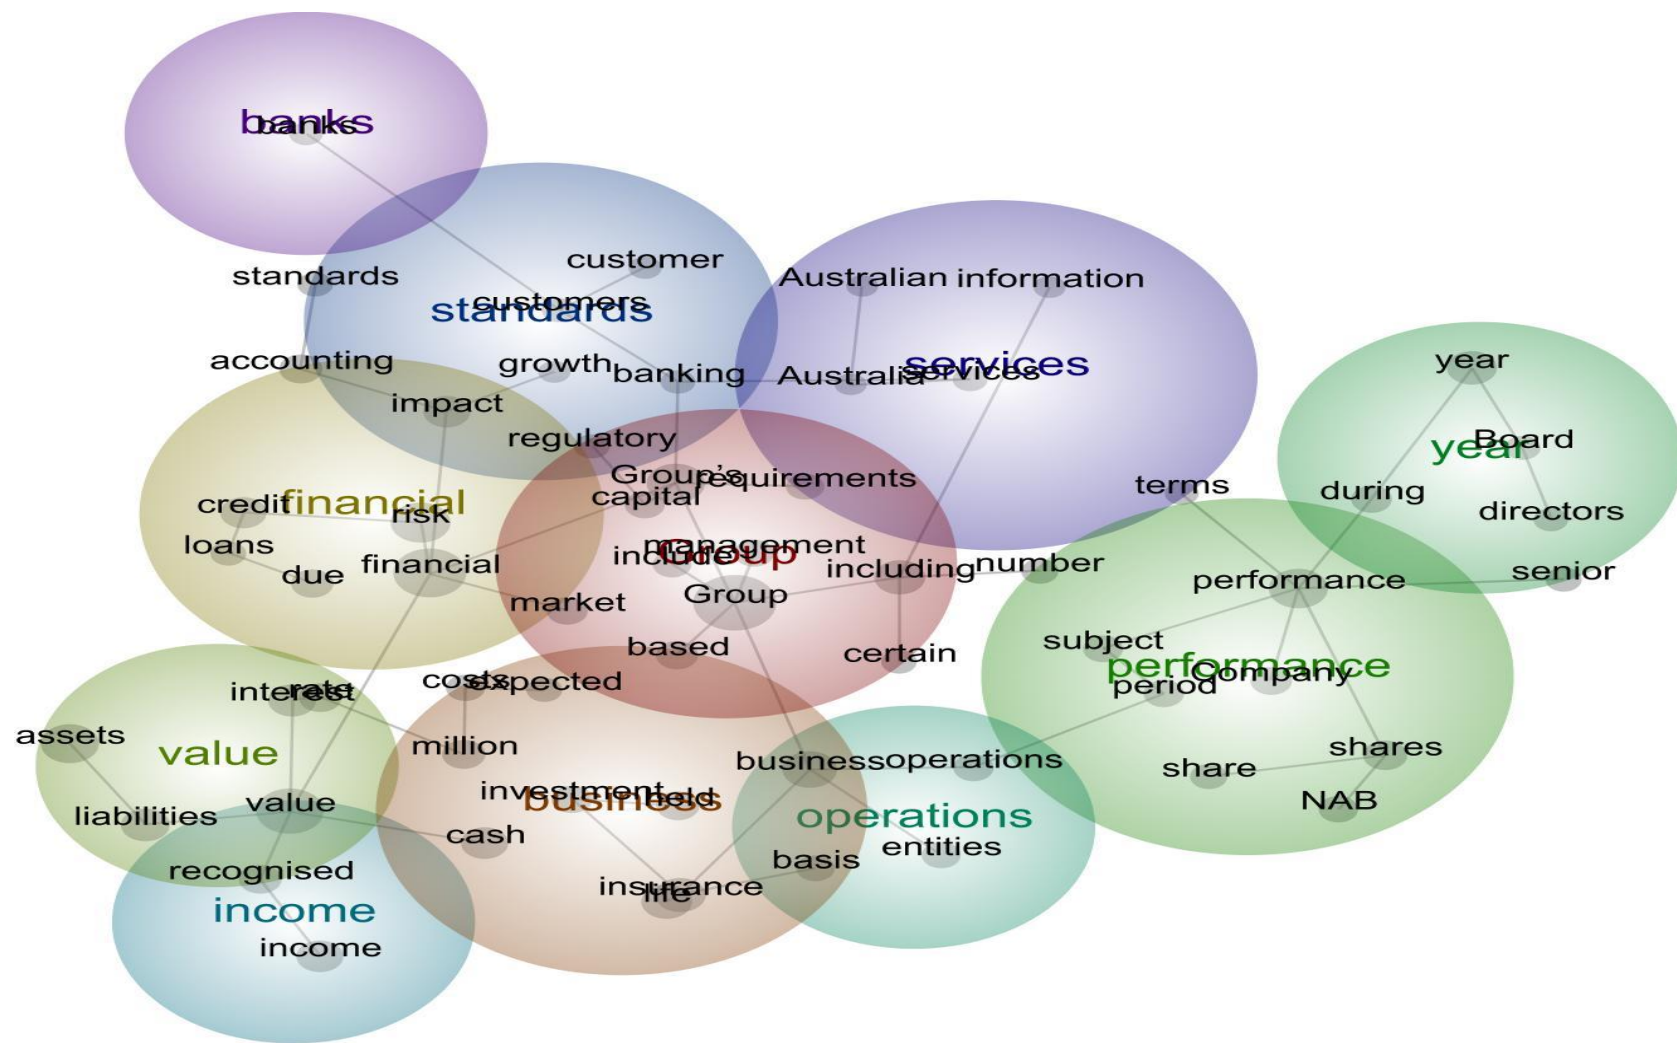 banks
banks
customer
standards
Australian
information
customers
standards
year
accounting
growth
banking
Australia
services
services
impact
regulatory
Board
year
Group's
requirements
capital
terms
during
credit
financial
risk
directors
loans
management
include
Group
due
financial
including
number
performance
senior
market
Group
based
certain
subject
performance
Company
period
interest
rate
costs
expected
assets
value
million
business
operations
shares
share
investment
held
business
NAB
liabilities
value
cash
operations
entities
recognised
basis
insurance
life
income
income